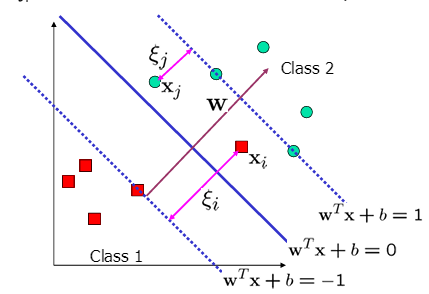 ξj
Class 2
xj
w
xi
ξi
wᵀx + b = 1
wᵀx + b = 0
Class 1
wᵀx + b = −1